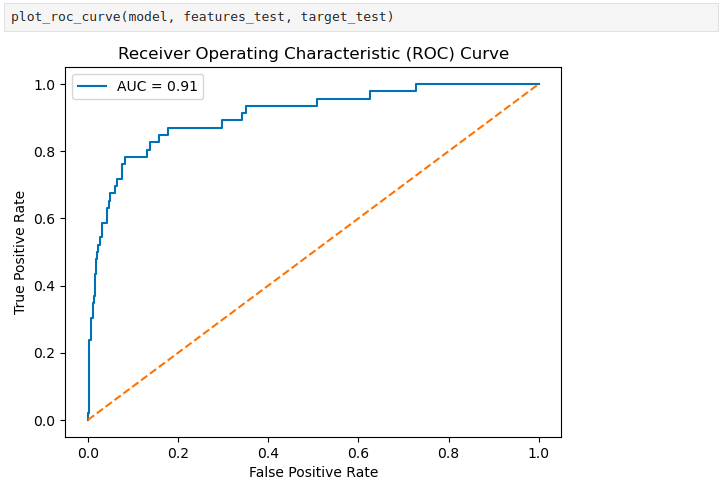 plot_roc_curve(model, features_test, target_test)
Receiver Operating Characteristic (ROC) Curve
AUC = 0.91
1.0
0.8
0.6
0.4
0.2
0.0
True Positive Rate
0.0 0.2 0.4 0.6 0.8 1.0
False Positive Rate